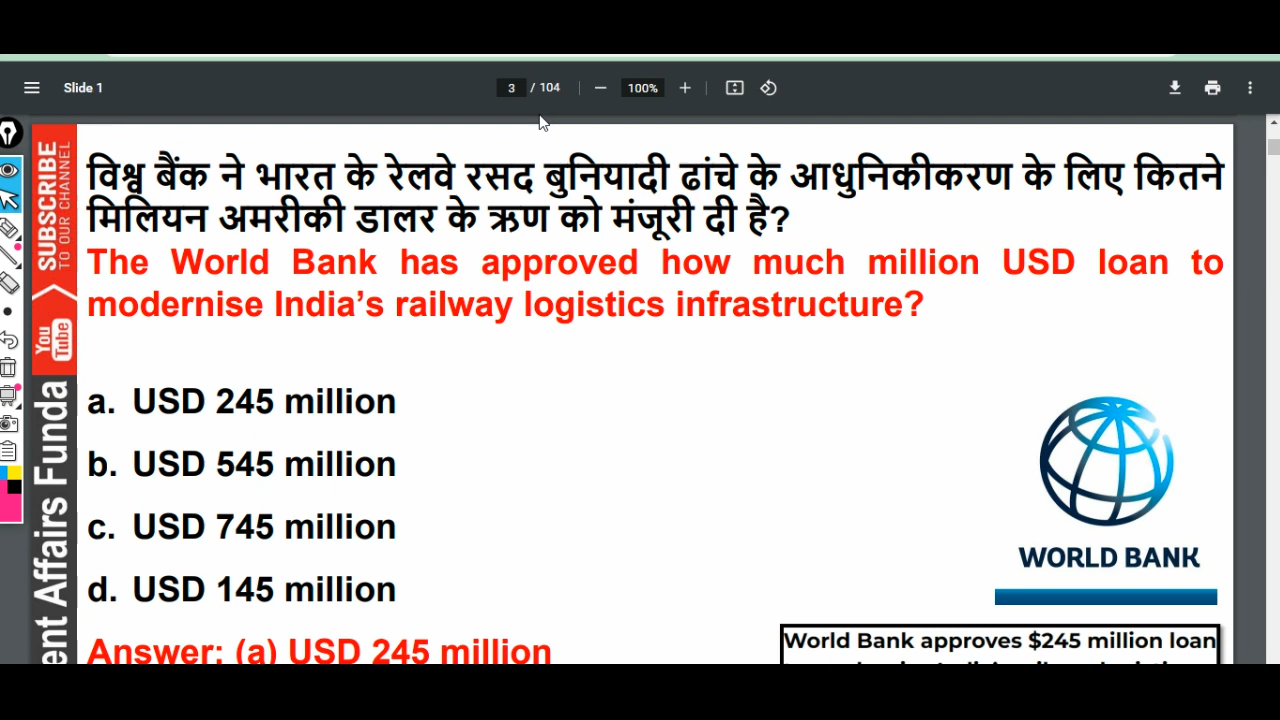 Slide 1
3 / 104
100%
SUBSCRIBE
TO OUR CHANNEL
You
Tube
ent Affairs Funda
विश्व बैंक ने भारत के रेलवे रसद बुनियादी ढांचे के आधुनिकीकरण के लिए कितने
मिलियन अमरीकी डालर के ऋण को मंजूरी दी है?
The World Bank has approved how much million USD loan to
modernise India’s railway logistics infrastructure?
a. USD 245 million
b. USD 545 million
c. USD 745 million
d. USD 145 million
Answer: (a) USD 245 million
WORLD BANK
World Bank approves $245 million loan